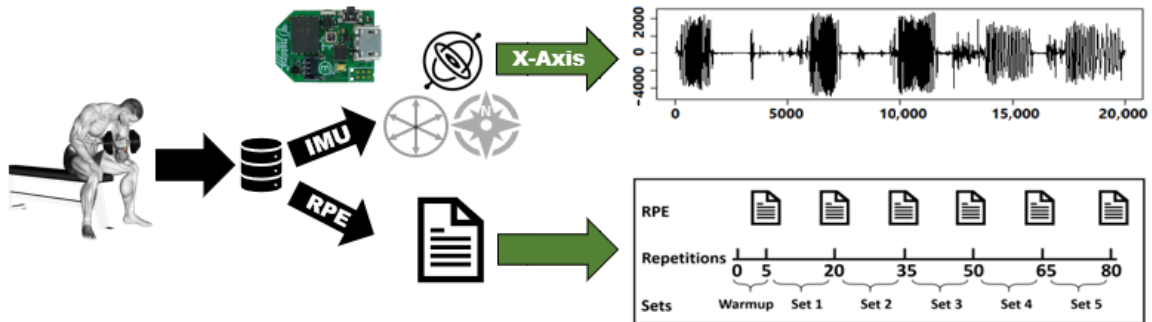 X-Axis
2000
0
-4000
0
5000
10,000
15,000
20,000
N
IMU
RPE
RPE
Repetitions
0 5 20 35 50 65 80
Sets
Warmup Set 1 Set 2 Set 3 Set 4 Set 5